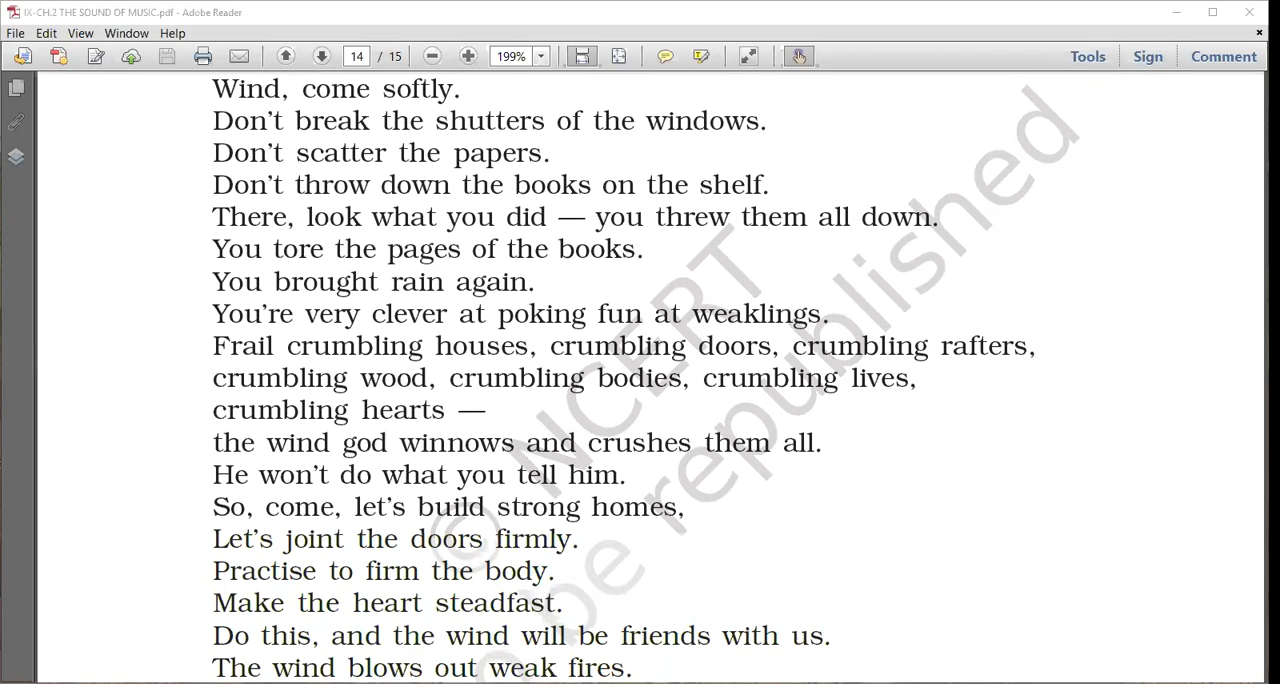 IX-CH.2 THE SOUND OF MUSIC.pdf - Adobe Reader
File Edit View Window Help
14 / 15 199% Tools Sign Comment
Wind, come softly.
Don't break the shutters of the windows.
Don't scatter the papers.
Don't throw down the books on the shelf.
There, look what you did — you threw them all down.
You tore the pages of the books.
You brought rain again.
You're very clever at poking fun at weaklings.
Frail crumbling houses, crumbling doors, crumbling rafters,
crumbling wood, crumbling bodies, crumbling lives,
crumbling hearts —
the wind god winnows and crushes them all.
He won't do what you tell him.
So, come, let's build strong homes,
Let's joint the doors firmly.
Practise to firm the body.
Make the heart steadfast.
Do this, and the wind will be friends with us.
The wind blows out weak fires.
© NCERT
be republished